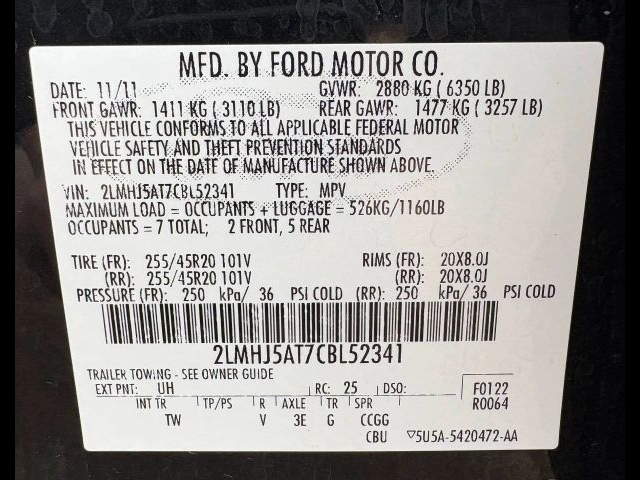 MFD. BY FORD MOTOR CO.
DATE: 11/11 GVWR: 2880 KG ( 6350 LB)
FRONT GAWR: 1411 KG ( 3110 LB) REAR GAWR: 1477 KG ( 3257 LB)
THIS VEHICLE CONFORMS TO ALL APPLICABLE FEDERAL MOTOR
VEHICLE SAFETY AND THEFT PREVENTION STANDARDS
IN EFFECT ON THE DATE OF MANUFACTURE SHOWN ABOVE.
VIN: 2LMHJ5AT7CBL52341 TYPE: MPV
MAXIMUM LOAD = OCCUPANTS + LUGGAGE = 526KG/1160LB
OCCUPANTS = 7 TOTAL; 2 FRONT, 5 REAR
TIRE (FR): 255/45R20 101V RIMS (FR): 20X8.0J
(RR): 255/45R20 101V (RR): 20X8.0J
PRESSURE (FR): 250 kPa/ 36 PSI COLD (RR): 250 kPa/ 36 PSI COLD
2LMHJ5AT7CBL52341
TRAILER TOWING - SEE OWNER GUIDE
EXT PNT: UH RC: 25 DSO: F0122
INT TR TP/PS R AXLE TR SPR R0064
TW V 3E G CCGG
CBU ▽5U5A-5420472-AA